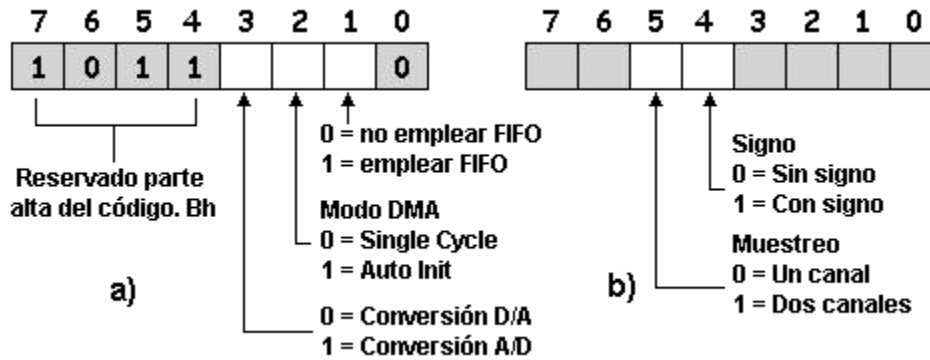 7 6 5 4 3 2 1 0
1 0 1 1 0
0 = no emplear FIFO
1 = emplear FIFO
Reservado parte
alta del código. Bh
Modo DMA
0 = Single Cycle
1 = Auto Init
0 = Conversión D/A
1 = Conversión A/D
a)
7 6 5 4 3 2 1 0
Signo
0 = Sin signo
1 = Con signo
Muestreo
0 = Un canal
1 = Dos canales
b)